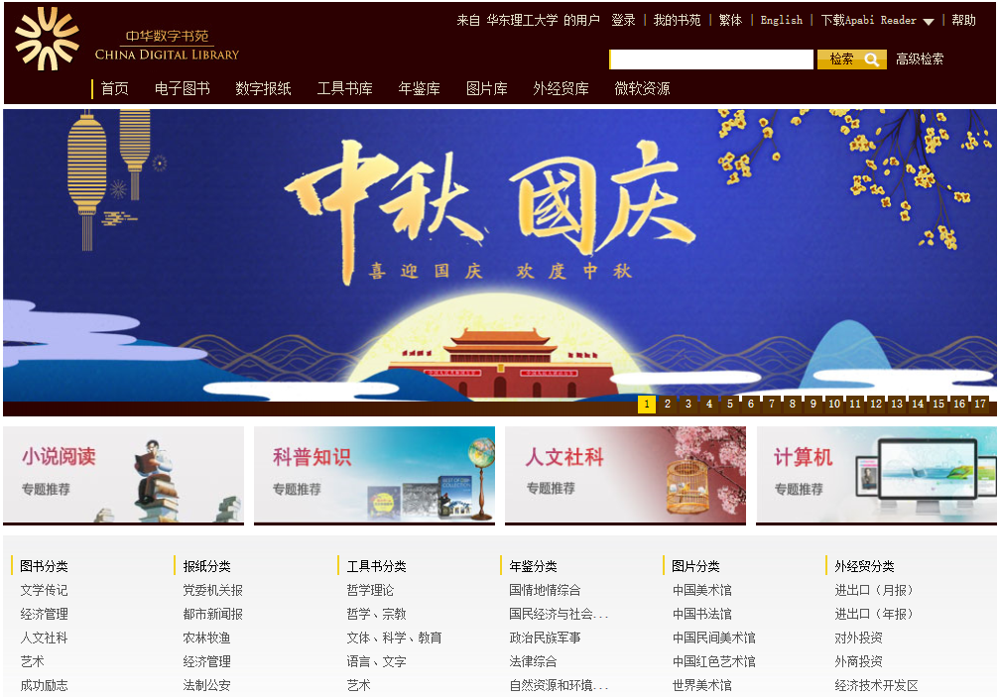 来自 华东理工大学 的用户 登录 | 我的书苑 | 繁体 | English | 下载Apabi Reader | 帮助
中华数字书苑
CHINA DIGITAL LIBRARY
检索 高级检索
首页 电子图书 数字报纸 工具书库 年鉴库 图片库 外经贸库 微软资源
中秋 國庆
喜迎国庆 欢度中秋
1 2 3 4 5 6 7 8 9 10 11 12 13 14 15 16 17
小说阅读 科普知识 人文社科 计算机
专题推荐 专题推荐 专题推荐 专题推荐
图书分类 报纸分类 工具书分类 年鉴分类 图片分类 外经贸分类
文学传记 党委机关报 哲学理论 国情地情综合 中国美术馆 进出口（月报）
经济管理 都市新闻报 哲学、宗教 国民经济与社会... 中国书法馆 进出口（年报）
人文社科 农林牧渔 文体、科学、教育 政治民族军事 中国民间美术馆 对外投资
艺术 经济管理 语言、文字 法律综合 中国红色艺术馆 外商投资
成功励志 法制公安 艺术 自然资源和环境... 世界美术馆 经济技术开发区